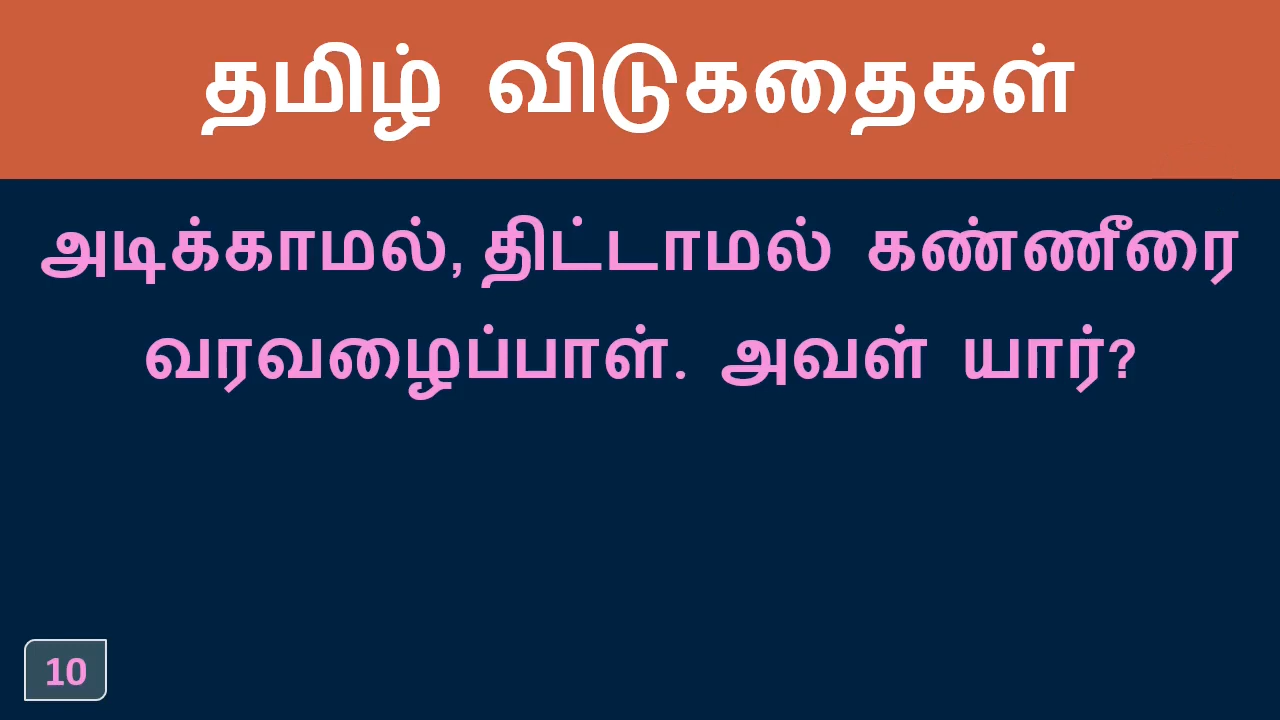 தமிழ் விடுகதைகள்
அடிக்காமல், திட்டாமல் கண்ணீரை
வரவழைப்பாள். அவள் யார்?
10